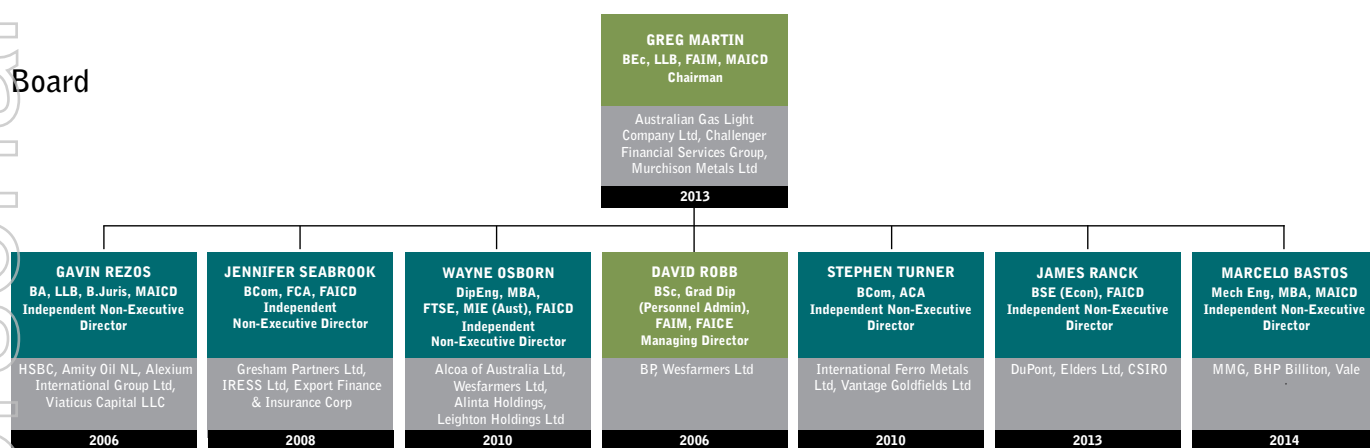 Board
GREG MARTIN
BEc, LLB, FAIM, MAICD
Chairman
Australian Gas Light
Company Ltd, Challenger
Financial Services Group,
Murchison Metals Ltd
2013
GAVIN REZOS
BA, LLB, B.Juris, MAICD
Independent Non-Executive
Director
HSBC, Amity Oil NL, Alexium
International Group Ltd,
Viaticus Capital LLC
2006
JENNIFER SEABROOK
BCom, FCA, FAICD
Independent
Non-Executive Director
Gresham Partners Ltd,
IRESS Ltd, Export Finance
& Insurance Corp
2008
WAYNE OSBORN
DipEng, MBA,
FTSE, MIE (Aust), FAICD
Independent
Non-Executive Director
Alcoa of Australia Ltd,
Wesfarmers Ltd,
Alinta Holdings,
Leighton Holdings Ltd
2010
DAVID ROBB
BSc, Grad Dip
(Personnel Admin),
FAIM, FAICE
Managing Director
BP, Wesfarmers Ltd
2006
STEPHEN TURNER
BCom, ACA
Independent Non-Executive
Director
International Ferro Metals
Ltd, Vantage Goldfields Ltd
2010
JAMES RANCK
BSE (Econ), FAICD
Independent Non-Executive
Director
DuPont, Elders Ltd, CSIRO
2013
MARCELO BASTOS
Mech Eng, MBA, MAICD
Independent Non-Executive
Director
MMG, BHP Billiton, Vale
.
2014